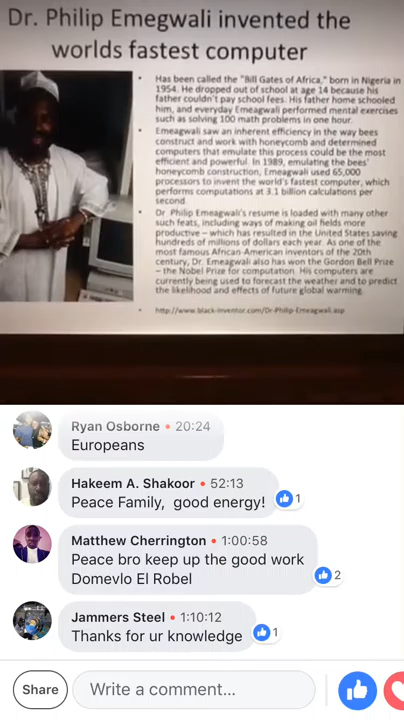 Dr. Philip Emegwali invented the
worlds fastest computer
• Has been called the "Bill Gates of Africa," born in Nigeria in
1954. He dropped out of school at age 14 because his
father couldn't pay school fees. His father home schooled
him, and everyday Emeagwali performed mental exercises
such as solving 100 math problems in one hour.
• Emeagwali saw an inherent efficiency in the way bees
construct and work with honeycomb and determined
computers that emulate this process could be the most
efficient and powerful. In 1989, emulating the bees'
honeycomb construction, Emeagwali used 65,000
processors to invent the world's fastest computer, which
performs computations at 3.1 billion calculations per
second.
• Dr. Philip Emeagwali's resume is loaded with many other
such feats, including ways of making oil fields more
productive – which has resulted in the United States saving
hundreds of millions of dollars each year. As one of the
most famous African-American inventors of the 20th
century, Dr. Emeagwali also has won the Gordon Bell Prize
– the Nobel Prize for computation. His computers are
currently being used to forecast the weather and to predict
the likelihood and effects of future global warming.
• http://www.black-inventor.com/Dr-Philip-Emeagwali.asp
Ryan Osborne • 20:24
Europeans
Hakeem A. Shakoor • 52:13
Peace Family, good energy!
1
Matthew Cherrington • 1:00:58
Peace bro keep up the good work
Domevlo El Robel
2
Jammers Steel • 1:10:12
Thanks for ur knowledge
1
Share
Write a comment...